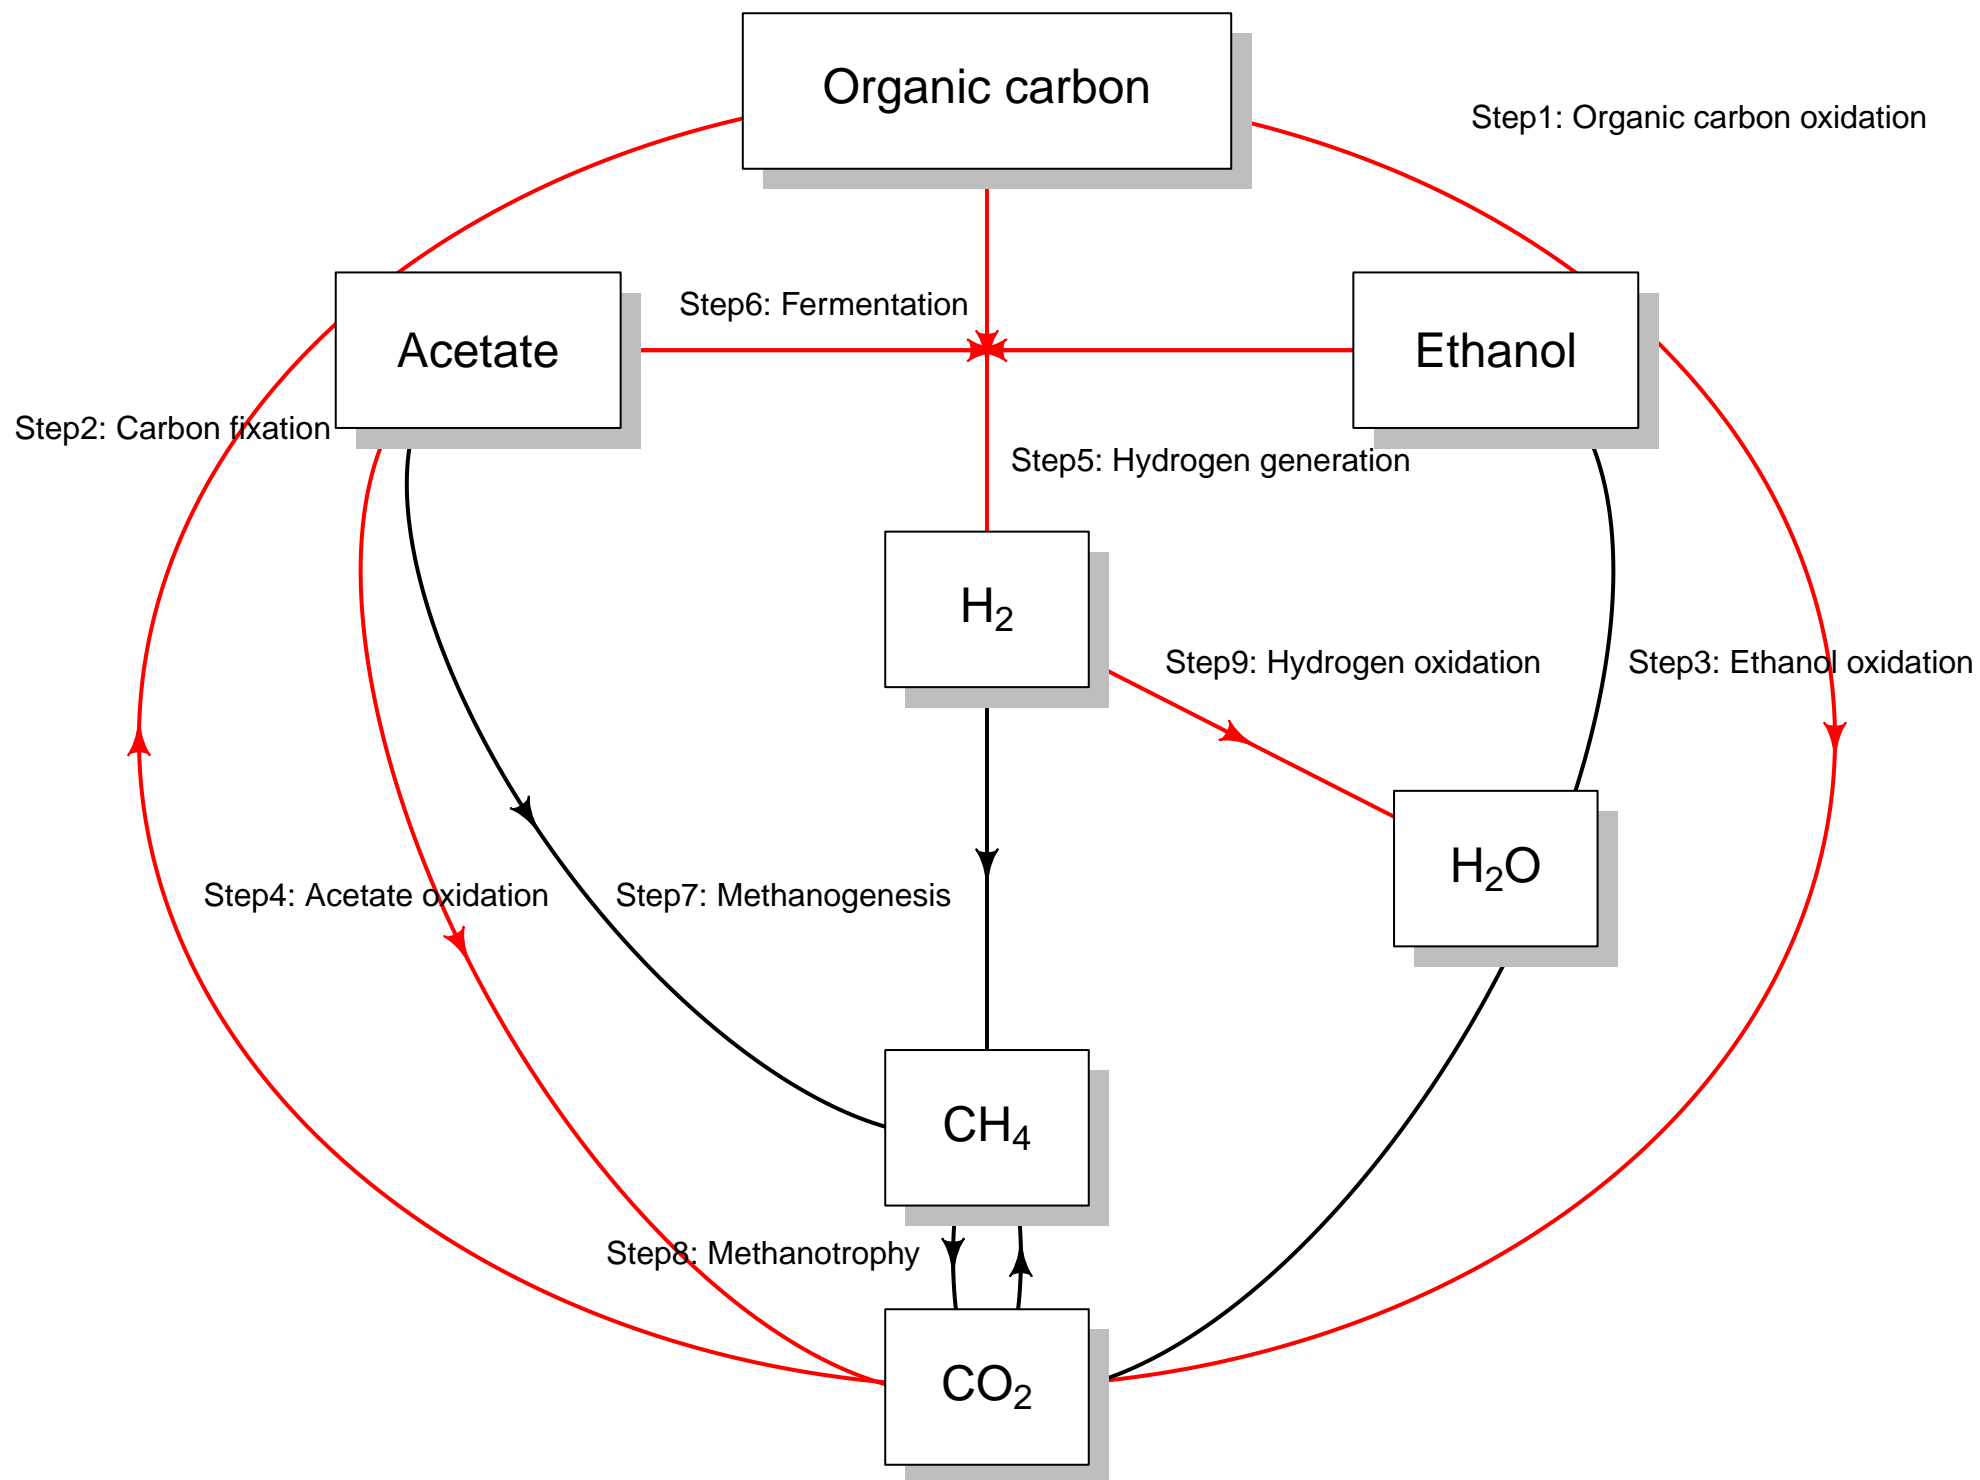 Organic carbon
Step1: Organic carbon oxidation
Step6: Fermentation
Acetate
Ethanol
Step2: Carbon fixation
Step5: Hydrogen generation
H₂
Step9: Hydrogen oxidation
Step3: Ethanol oxidation
H₂O
Step4: Acetate oxidation
Step7: Methanogenesis
CH₄
Step8: Methanotrophy
CO₂